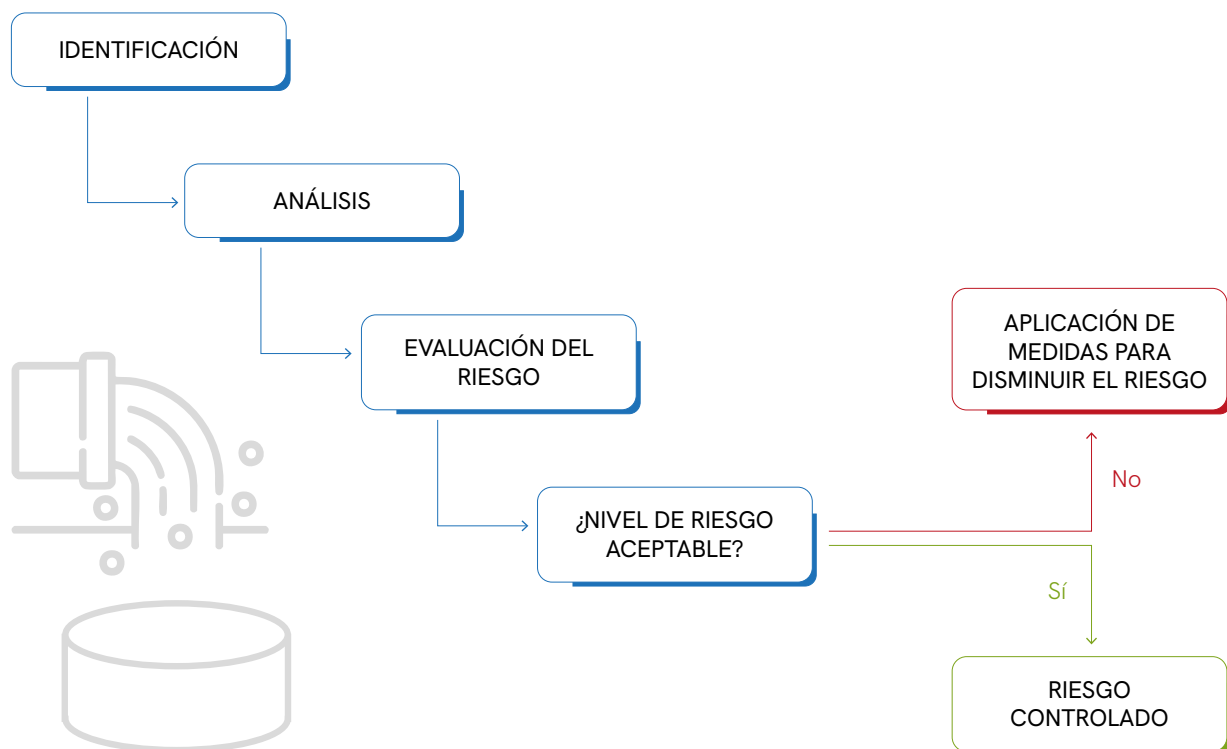 IDENTIFICACIÓN
ANÁLISIS
EVALUACIÓN DEL
RIESGO
¿NIVEL DE RIESGO
ACEPTABLE?
APLICACIÓN DE
MEDIDAS PARA
DISMINUIR EL RIESGO
No
Sí
RIESGO
CONTROLADO